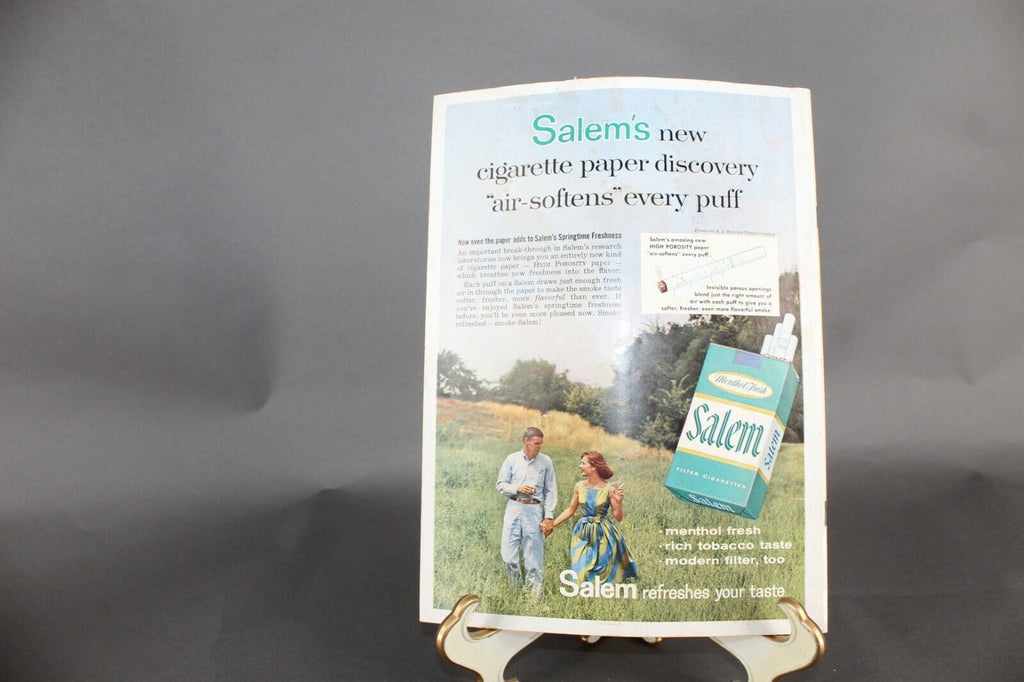 Salem's new
cigarette paper discovery
"air-softens" every puff
Created by R. J. Reynolds Tobacco Company
Now even the paper adds to Salem's Springtime Freshness
An important break-through in Salem's research
laboratories now brings you an entirely new kind
of cigarette paper — HIGH POROSITY paper —
which breathes new freshness into the flavor.
Each puff on a Salem draws just enough fresh
air in through the paper to make the smoke taste
softer, fresher, more flavorful than ever. If
you've enjoyed Salem's springtime freshness
before, you'll be even more pleased now. Smoke
refreshed—smoke Salem!
Salem's amazing new
HIGH POROSITY paper
"air-softens" every puff.
Invisible porous openings
blend just the right amount of
air with each puff to give you a
softer, fresher, even more flavorful smoke.
Menthol Fresh
Salem
Salem
FILTER CIGARETTES
Salem
• menthol fresh
• rich tobacco taste
• modern filter, too
Salem refreshes your taste